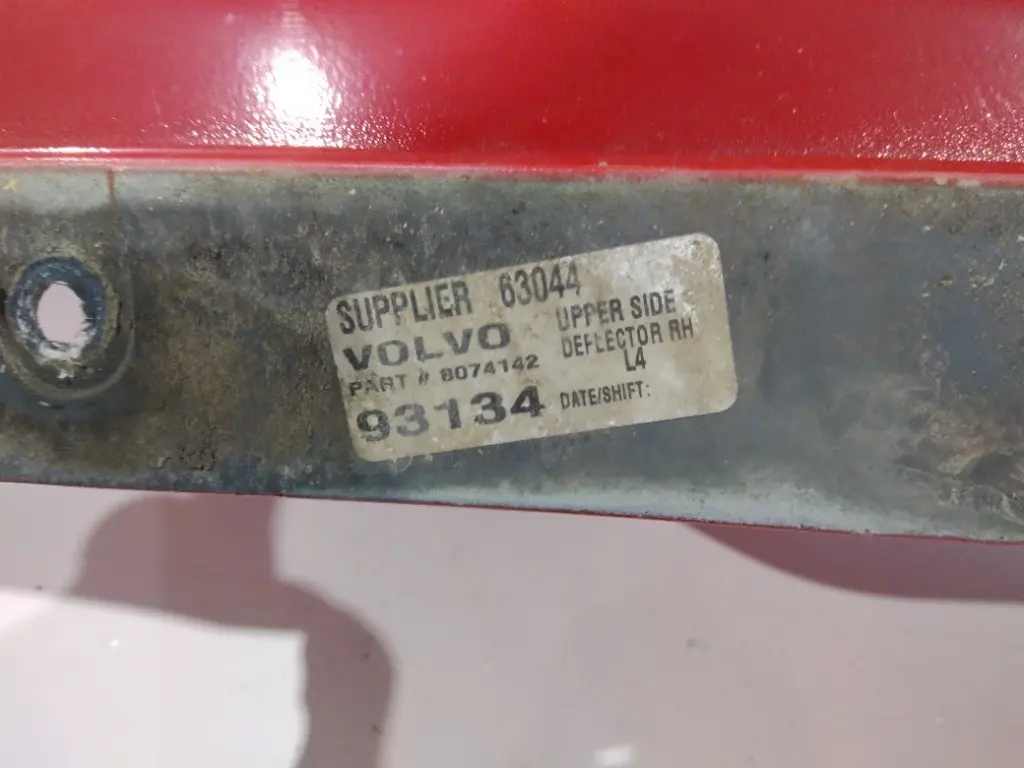 SUPPLIER 63044
VOLVO
PART # 8074142
93134
UPPER SIDE
DEFLECTOR RH
L4
DATE/SHIFT: